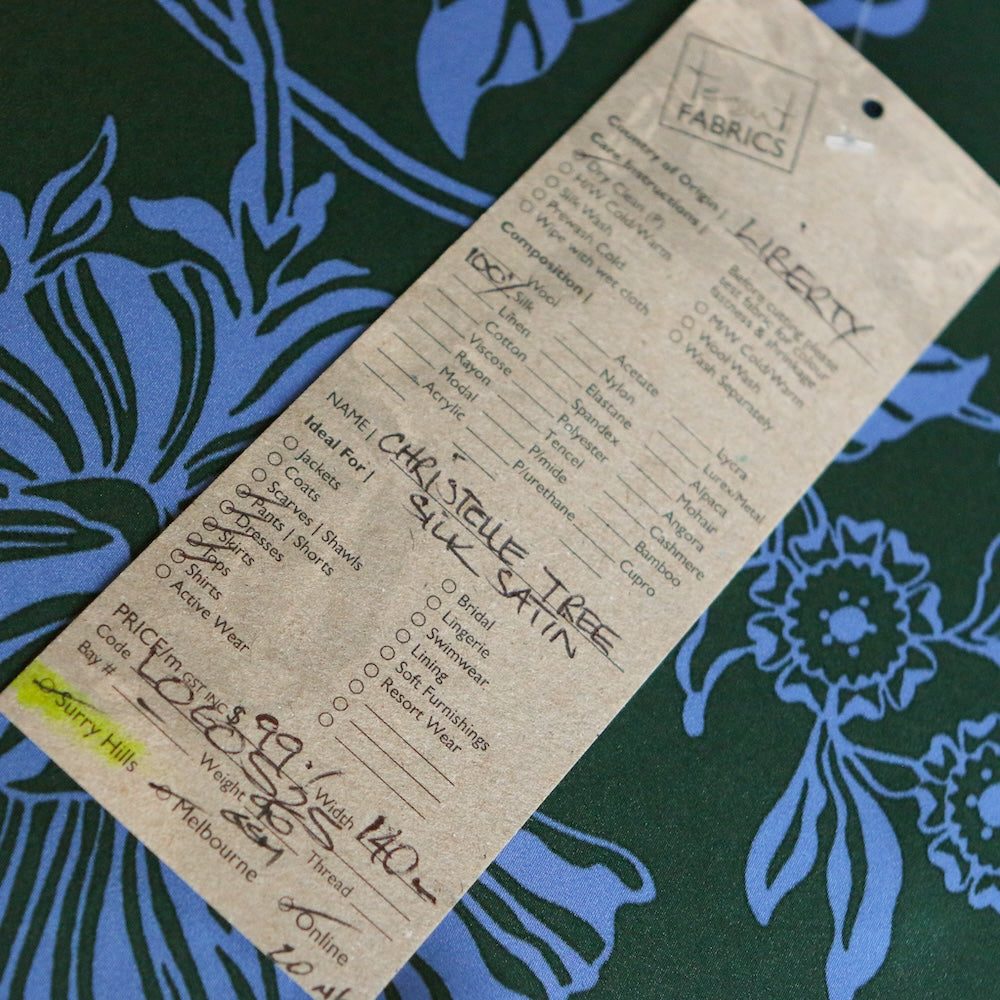 FABRICS
Country of Origin | LIBERTY
Care Instructions |
Dry Clean (P)
M/W Cold/Warm
Silk Wash
Prewash Cold
Wipe with wet cloth
Before cutting please
test fabric for colour
fastness & shrinkage
M/W Cold/Warm
Wool Wash
Wash Separately
Composition |
Wool
100% Silk
Linen
Cotton
Viscose
Rayon
Modal
Acrylic
Acetate
Nylon
Elastane
Spandex
Polyester
Tencel
P/mide
P/urethane
Lycra
Lurex/Metal
Alpaca
Mohair
Angora
Cashmere
Bamboo
Cupro
NAME | CHRISTELLE TREE
SILK SATIN
Ideal For |
Jackets
Coats
Scarves | Shawls
Pants | Shorts
Dresses
Skirts
Tops
Shirts
Active Wear
Bridal
Lingerie
Swimwear
Lining
Soft Furnishings
Resort Wear
PRICE/m GST INC $ 99 Width 140
Code
Bay # Weight Thread
Surry Hills
Melbourne
Online